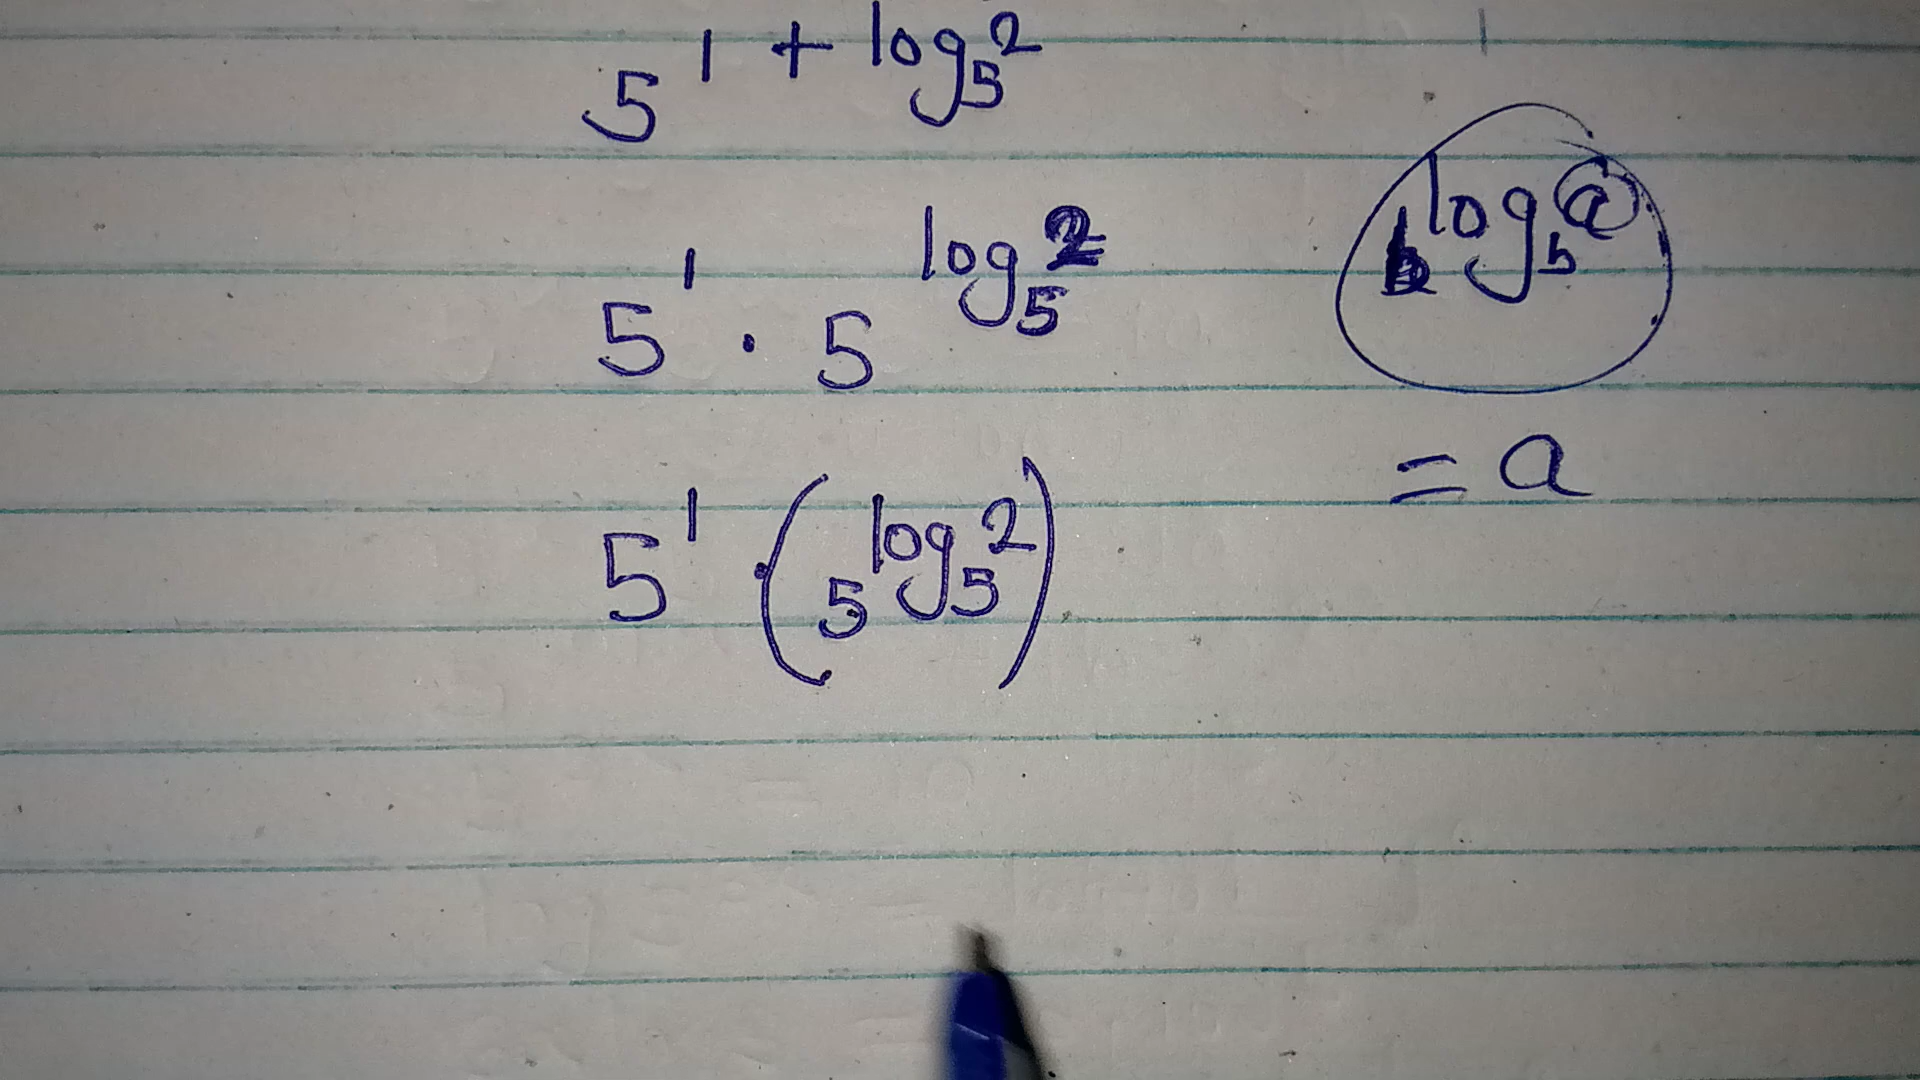 5^{1 + log_5 2}
5^1 · 5^{log_5 2}
5^1 · (5^{log_5 2})
b^{log_b a}
= a